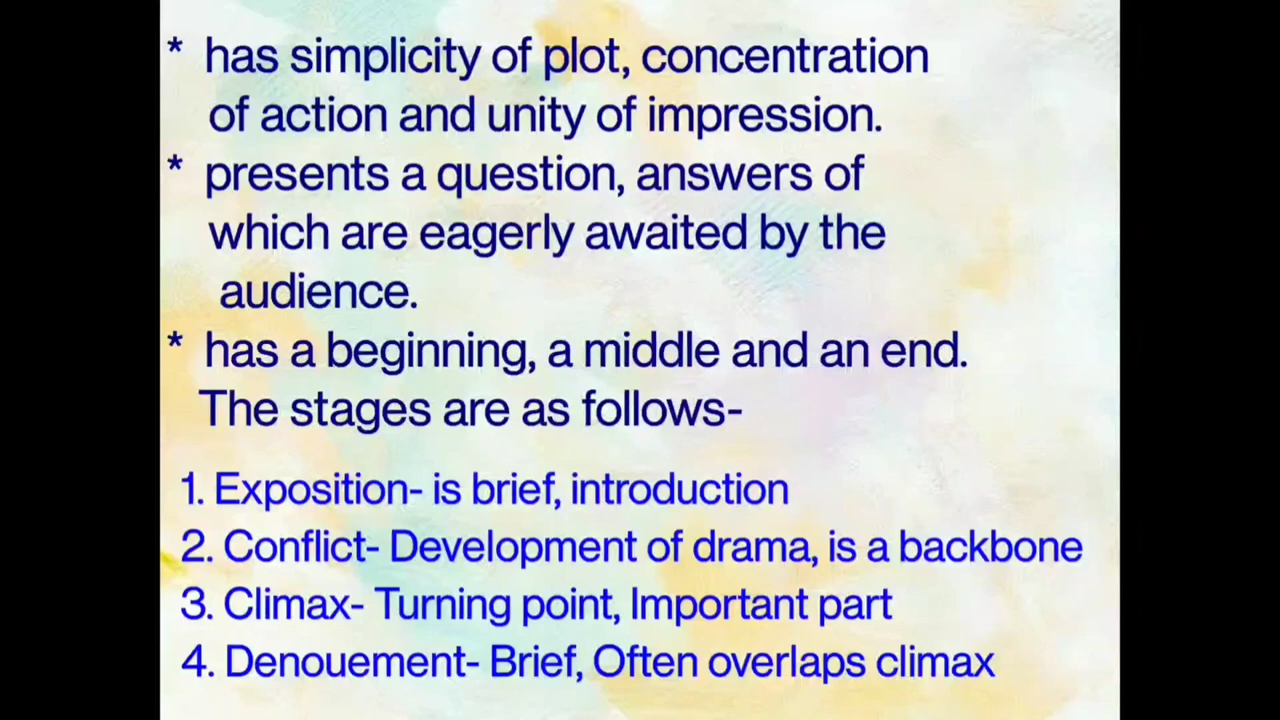 * has simplicity of plot, concentration
of action and unity of impression.
* presents a question, answers of
which are eagerly awaited by the
audience.
* has a beginning, a middle and an end.
The stages are as follows-
1. Exposition- is brief, introduction
2. Conflict- Development of drama, is a backbone
3. Climax- Turning point, Important part
4. Denouement- Brief, Often overlaps climax